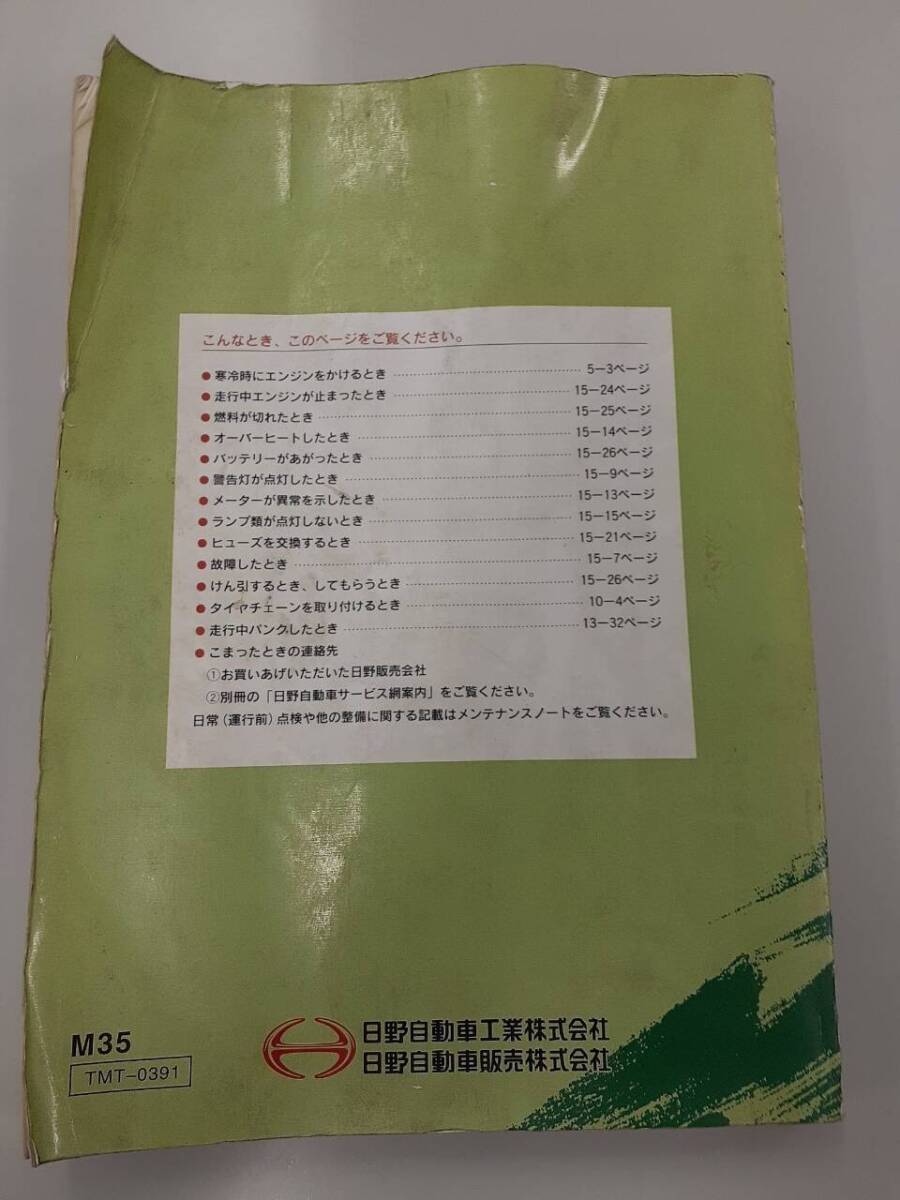 こんなとき、このページをご覧ください。
●寒冷時にエンジンをかけるとき 5−3ページ
●走行中エンジンが止まったとき 15−24ページ
●燃料が切れたとき 15−25ページ
●オーバーヒートしたとき 15−14ページ
●バッテリーがあがったとき 15−26ページ
●警告灯が点灯したとき 15−9ページ
●メーターが異常を示したとき 15−13ページ
●ランプ類が点灯しないとき 15−15ページ
●ヒューズを交換するとき 15−21ページ
●故障したとき 15−7ページ
●けん引するとき、してもらうとき 15−26ページ
●タイヤチェーンを取り付けるとき 10−4ページ
●走行中パンクしたとき 13−32ページ
●こまったときの連絡先
①お買いあげいただいた日野販売会社
②別冊の「日野自動車サービス網案内」をご覧ください。
日常(運行前)点検や他の整備に関する記載はメンテナンスノートをご覧ください。
M35
TMT−0391
日野自動車工業株式会社
日野自動車販売株式会社